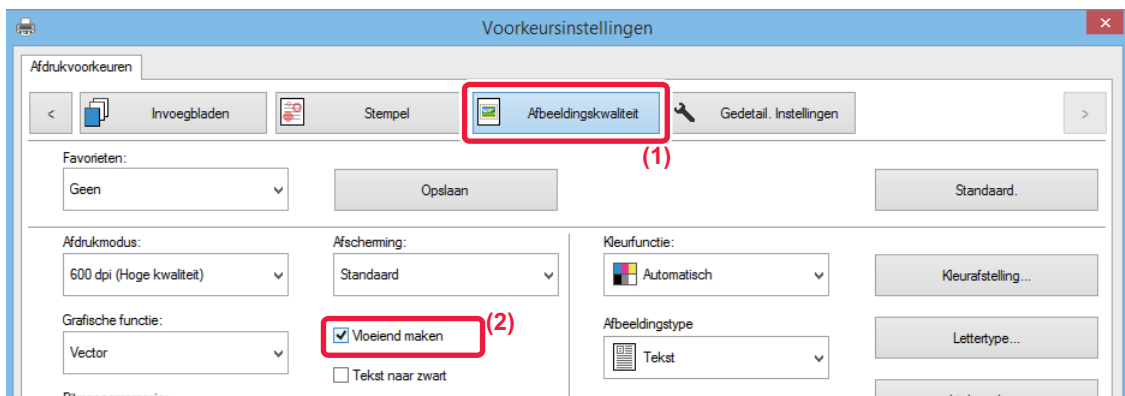 Voorkeursinstellingen
Afdrukvoorkeuren
< Invoegbladen Stempel Afbeeldingskwaliteit Gedetail. Instellingen >
(1)
Favorieten:
Geen Opslaan Standaard.
Afdrukmodus: Afscherming: Kleurfunctie:
600 dpi (Hoge kwaliteit) Standaard Automatisch Kleurafstelling...
Grafische functie: (2) Afbeeldingstype
Vloeiend maken Lettertype...
Vector Tekst
Tekst naar zwart